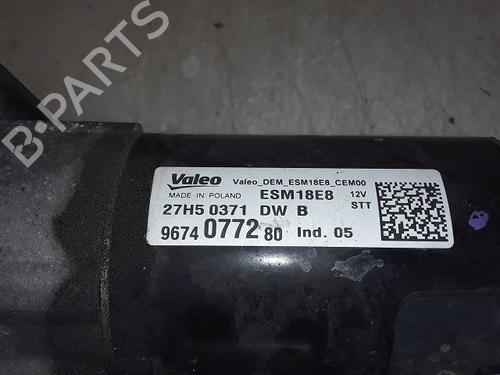 Valeo Valeo_DEM_ESM18E8_CEM00
MADE IN POLAND ESM18E8 12V
27H5 0371 DW B STT
9674 0772 80 Ind. 05
B-PARTS